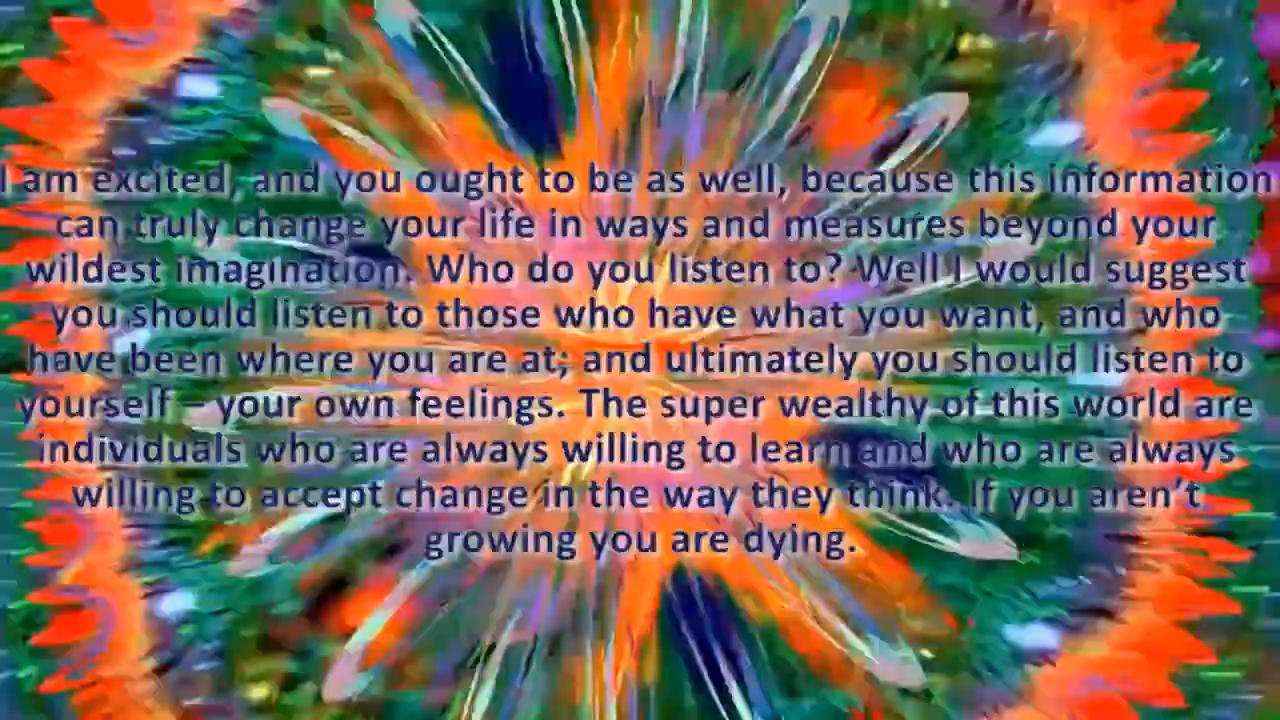 I am excited, and you ought to be as well, because this information
can truly change your life in ways and measures beyond your
wildest imagination. Who do you listen to? Well I would suggest
you should listen to those who have what you want, and who
have been where you are at; and ultimately you should listen to
yourself – your own feelings. The super wealthy of this world are
individuals who are always willing to learn and who are always
willing to accept change in the way they think. If you aren’t
growing you are dying.